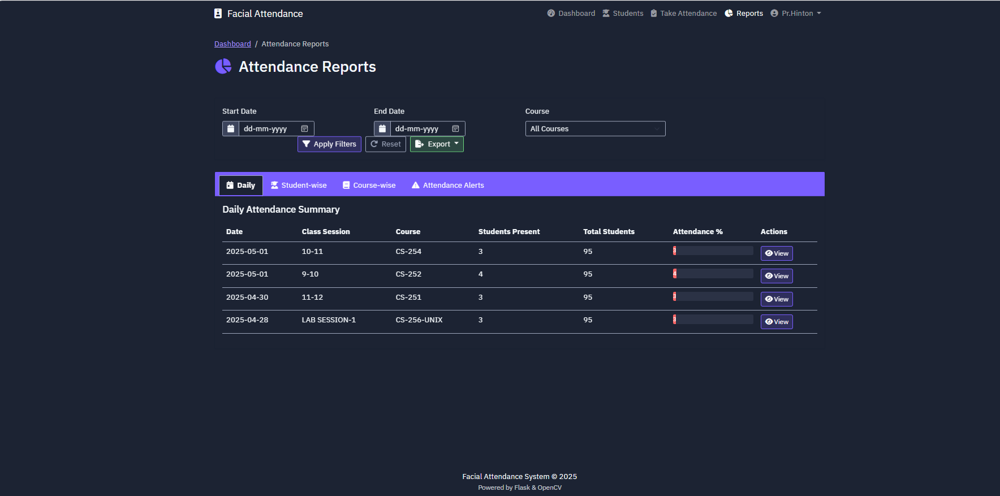 Facial Attendance Dashboard Students Take Attendance Reports Pr.Hinton
Dashboard / Attendance Reports
Attendance Reports
Start Date End Date Course
dd-mm-yyyy dd-mm-yyyy All Courses
Apply Filters Reset Export
Daily Student-wise Course-wise Attendance Alerts
Daily Attendance Summary
Date Class Session Course Students Present Total Students Attendance % Actions
2025-05-01 10-11 CS-254 3 95 3 View
2025-05-01 9-10 CS-252 4 95 4 View
2025-04-30 11-12 CS-251 3 95 3 View
2025-04-28 LAB SESSION-1 CS-256-UNIX 3 95 3 View
Facial Attendance System © 2025
Powered by Flask & OpenCV